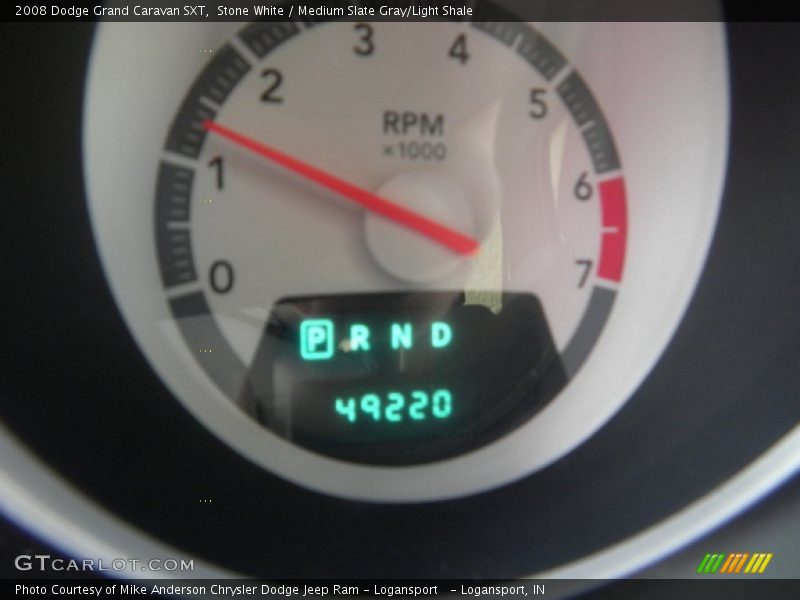 2008 Dodge Grand Caravan SXT,  Stone White / Medium Slate Gray/Light Shale
3
4
2
5
RPM
×1000
1
6
0
7
P R N D
49220
GTCARLOT.COM
Photo Courtesy of Mike Anderson Chrysler Dodge Jeep Ram - Logansport   - Logansport, IN